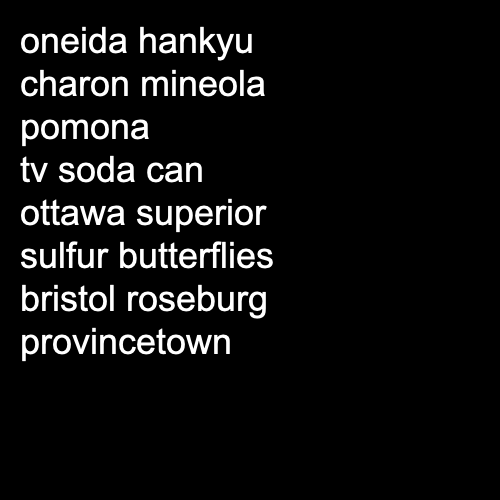 oneida hankyu
charon mineola
pomona
tv soda can
ottawa superior
sulfur butterflies
bristol roseburg
provincetown